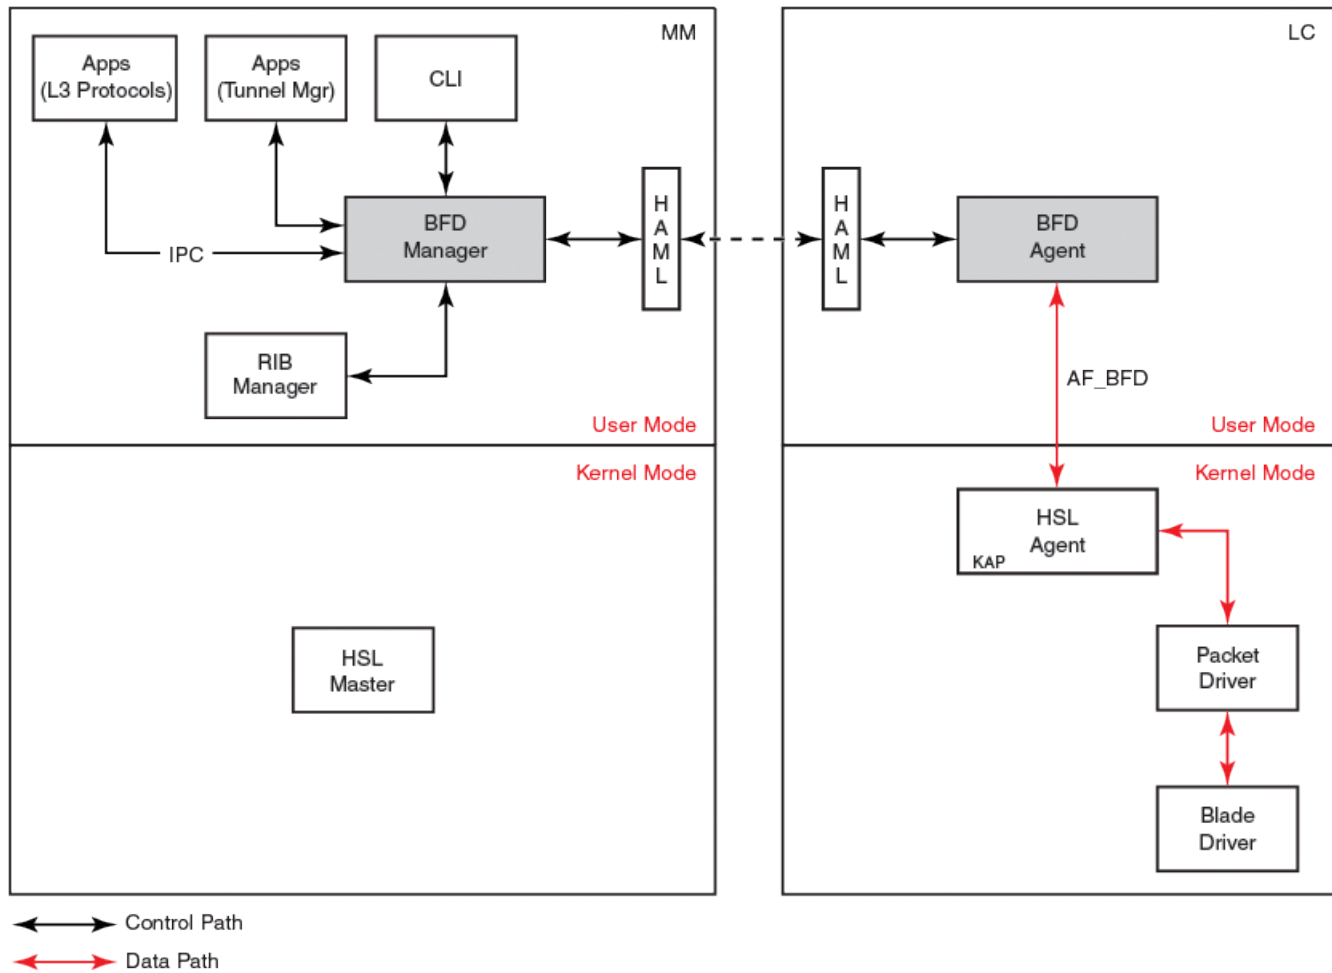 MM
LC
Apps
(L3 Protocols)
Apps
(Tunnel Mgr)
CLI
BFD
Manager
IPC
H
A
M
L
H
A
M
L
BFD
Agent
RIB
Manager
AF_BFD
User Mode
User Mode
Kernel Mode
Kernel Mode
HSL
Agent
KAP
HSL
Master
Packet
Driver
Blade
Driver
Control Path
Data Path